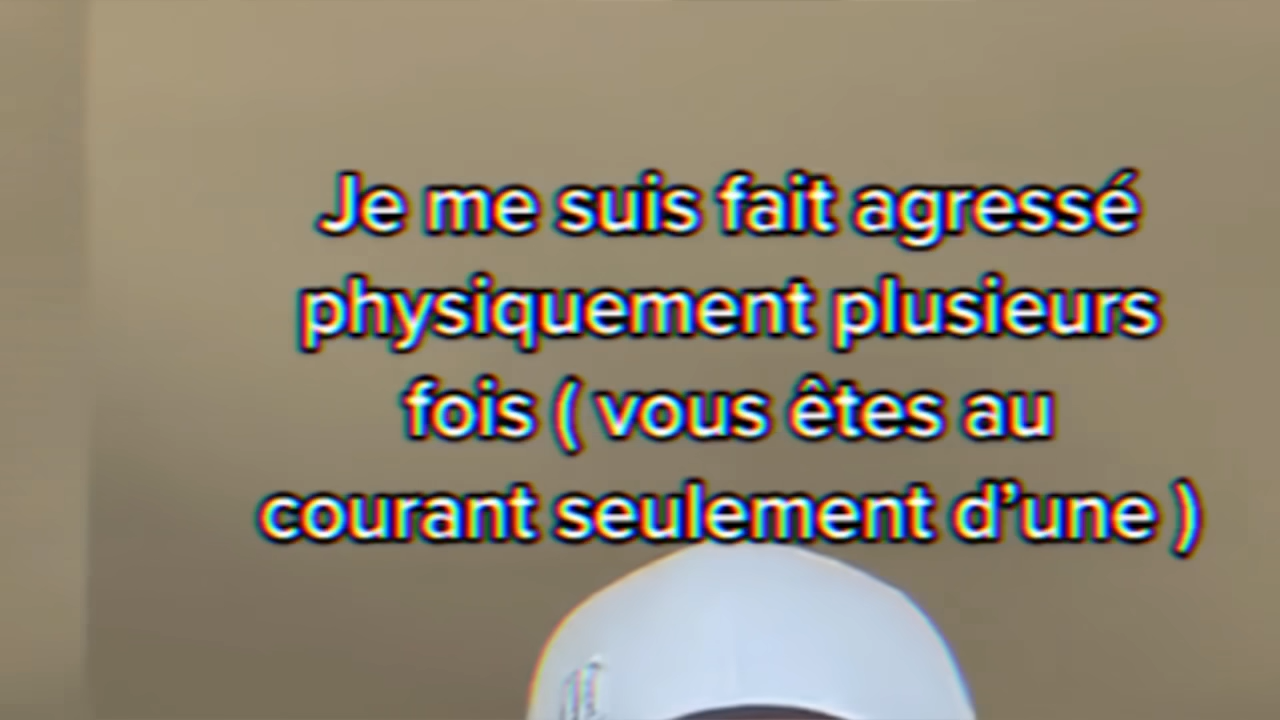 Je me suis fait agressé
physiquement plusieurs
fois ( vous êtes au
courant seulement d’une )